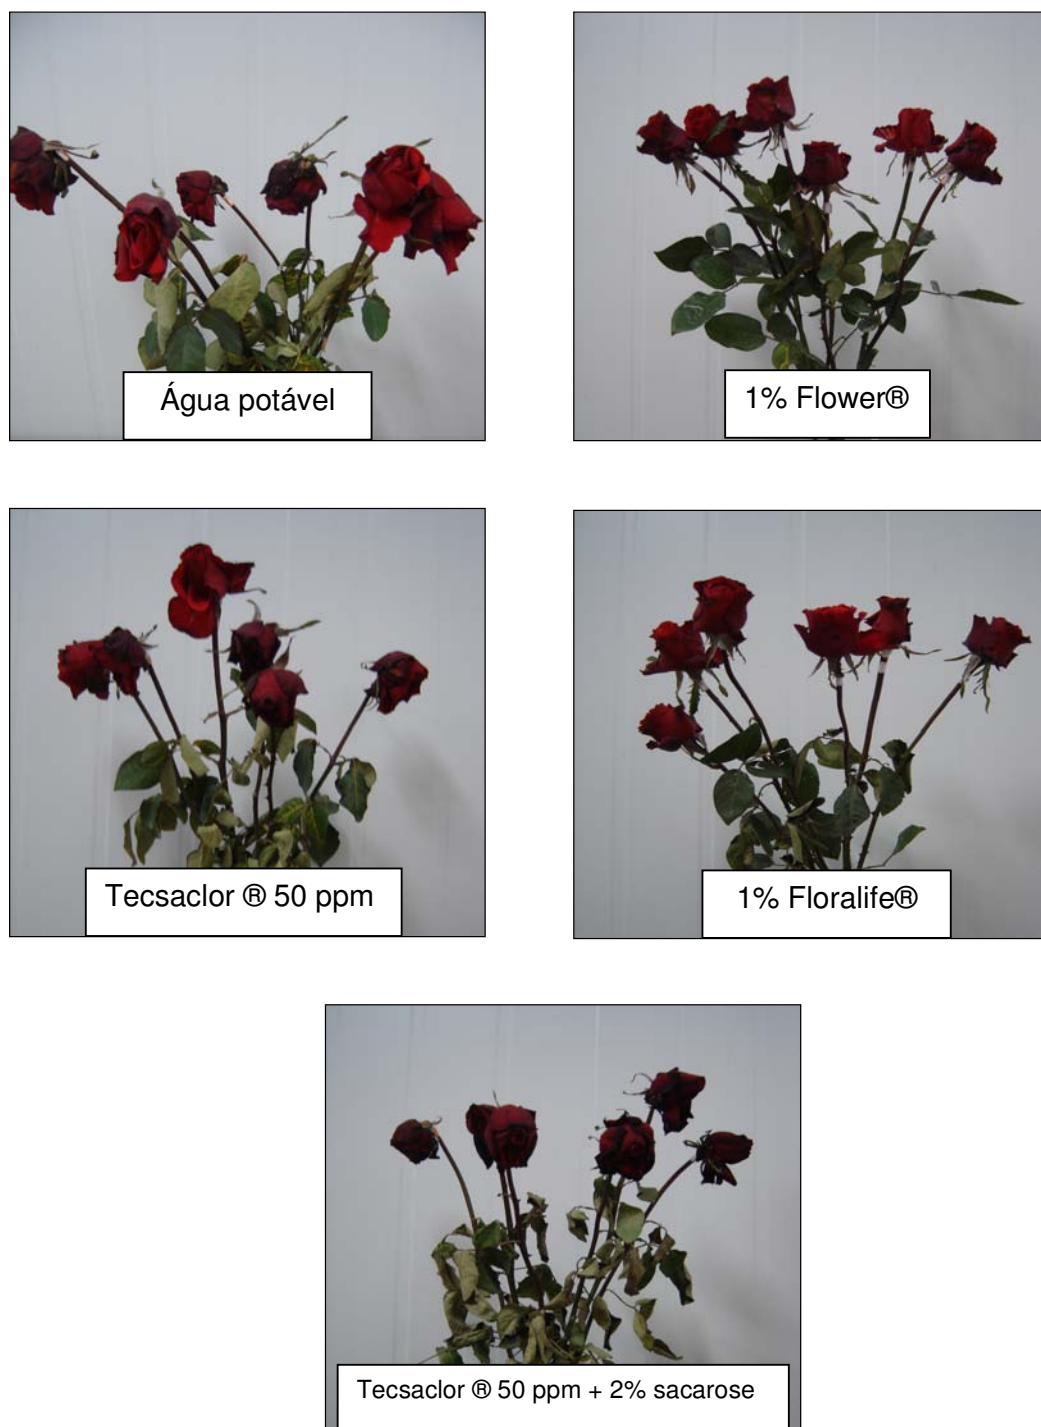 Água potável
1% Flower®
Tecsaclor ® 50 ppm
1% Floralife®
Tecsaclor ® 50 ppm + 2% sacarose